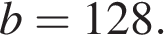 b = 128.